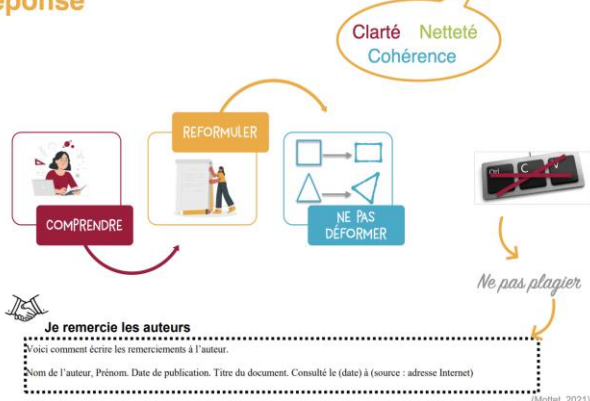 éponse
Clarté Netteté
Cohérence
REFORMULER
COMPRENDRE
NE PAS
DÉFORMER
Ctrl C V
Ne pas plagier
Je remercie les auteurs
Voici comment écrire les remerciements à l'auteur.
Nom de l'auteur, Prénom. Date de publication. Titre du document. Consulté le (date) à (source : adresse Internet)
(Mottet, 2021)